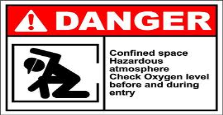 DANGER
Confined space
Hazardous
atmosphere
Check Oxygen level
before and during
entry